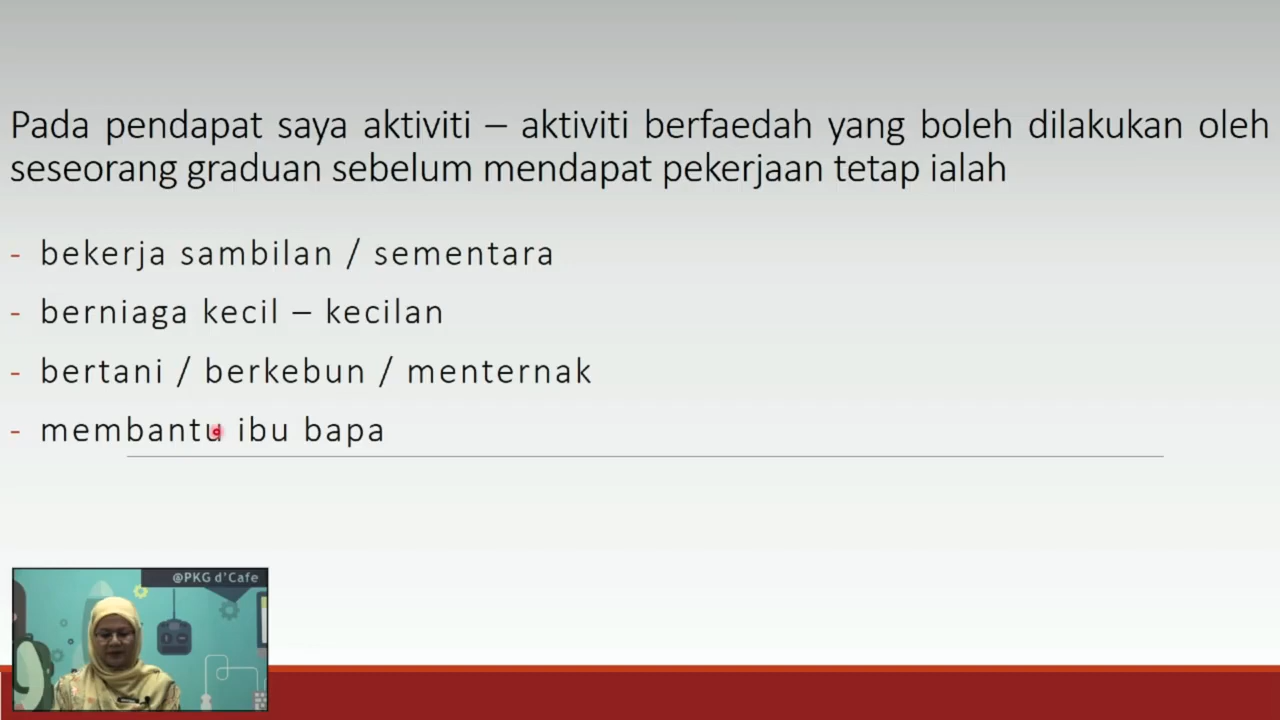 Pada pendapat saya aktiviti – aktiviti berfaedah yang boleh dilakukan oleh
seseorang graduan sebelum mendapat pekerjaan tetap ialah
- bekerja sambilan / sementara
- berniaga kecil – kecilan
- bertani / berkebun / menternak
- membantu ibu bapa
@PKG d'Cafe